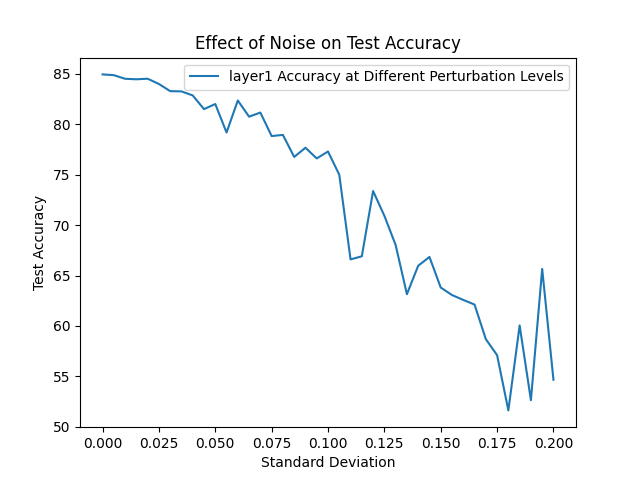 Effect of Noise on Test Accuracy
layer1 Accuracy at Different Perturbation Levels
85
80
75
70
65
60
55
50
Test Accuracy
0.000 0.025 0.050 0.075 0.100 0.125 0.150 0.175 0.200
Standard Deviation